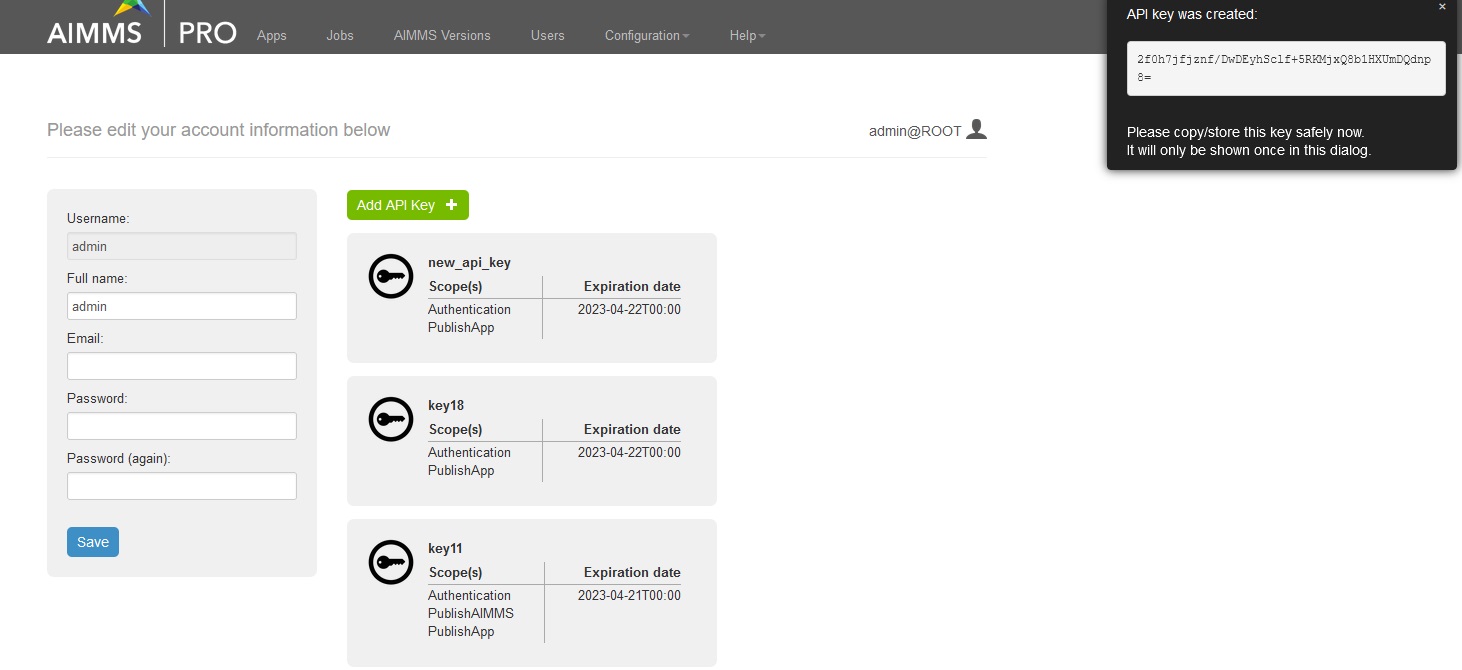 AIMMS PRO Apps Jobs AIMMS Versions Users Configuration Help
API key was created:
×
2f0h7jfjznf/DwDEyhSclf+5RKMjxQ8b1HXUmDQdnp
8=
Please copy/store this key safely now.
It will only be shown once in this dialog.
Please edit your account information below
admin@ROOT
Username:
admin
Full name:
admin
Email:
Password:
Password (again):
Save
Add API Key +
new_api_key
Scope(s) Expiration date
Authentication 2023-04-22T00:00
PublishApp
key18
Scope(s) Expiration date
Authentication 2023-04-22T00:00
PublishApp
key11
Scope(s) Expiration date
Authentication 2023-04-21T00:00
PublishAIMMS
PublishApp